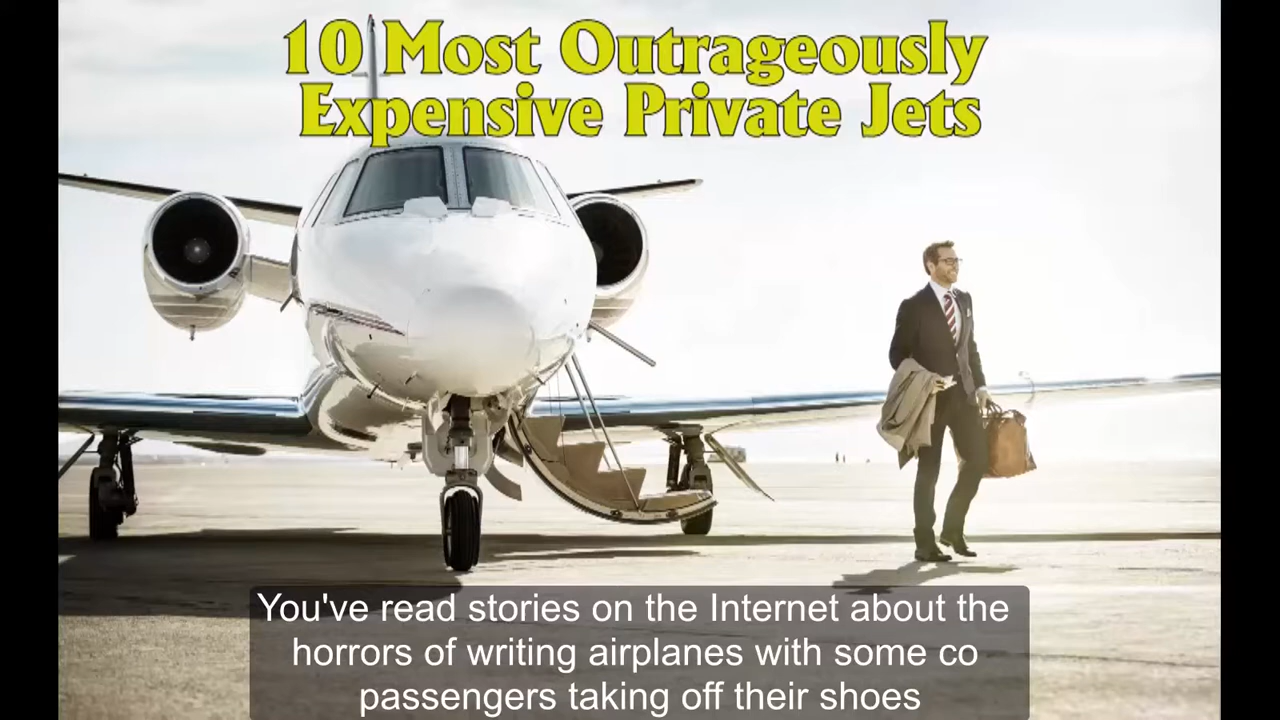 10 Most Outrageously
Expensive Private Jets
You've read stories on the Internet about the
horrors of writing airplanes with some co
passengers taking off their shoes